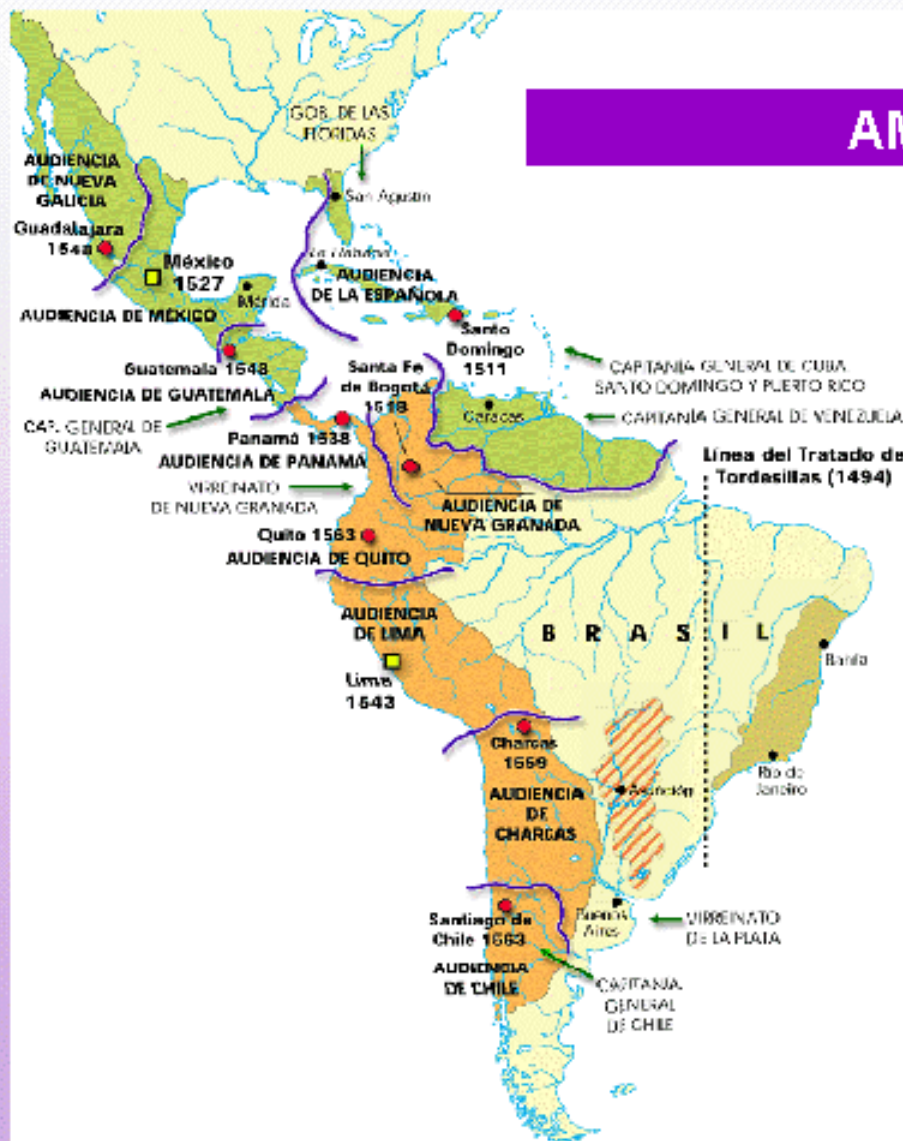 AM
GOB. DE LAS
FLORIDAS
AUDIENCIA
DE NUEVA
GALICIA
San Agustín
Guadalajara
1548
La Habana
México
1527
AUDIENCIA
DE LA ESPAÑOLA
Mérida
AUDIENCIA DE MÉXICO
Santo
Domingo
1511
Guatemala 1543
Santa Fe
de Bogotá
CAPITANÍA GENERAL DE CUBA
SANTO DOMINGO Y PUERTO RICO
AUDIENCIA DE GUATEMALA
Caracas
CAPITANÍA GENERAL DE VENEZUELA
CAP. GENERAL DE
GUATEMALA
Panamá 1538
AUDIENCIA DE PANAMÁ
Línea del Tratado de
Tordesillas (1494)
VIRREINATO
DE NUEVA GRANADA
AUDIENCIA DE
NUEVA GRANADA
Quito 1563
AUDIENCIA DE QUITO
AUDIENCIA
DE LIMA
BRASIL
Bahía
Lima
1543
Charcas
1559
Río de
Janeiro
Asunción
AUDIENCIA
DE
CHARCAS
Buenos
Aires
VIRREINATO
DE LA PLATA
Santiago de
Chile 1563
AUDIENCIA
DE CHILE
CAPITANÍA
GENERAL
DE CHILE